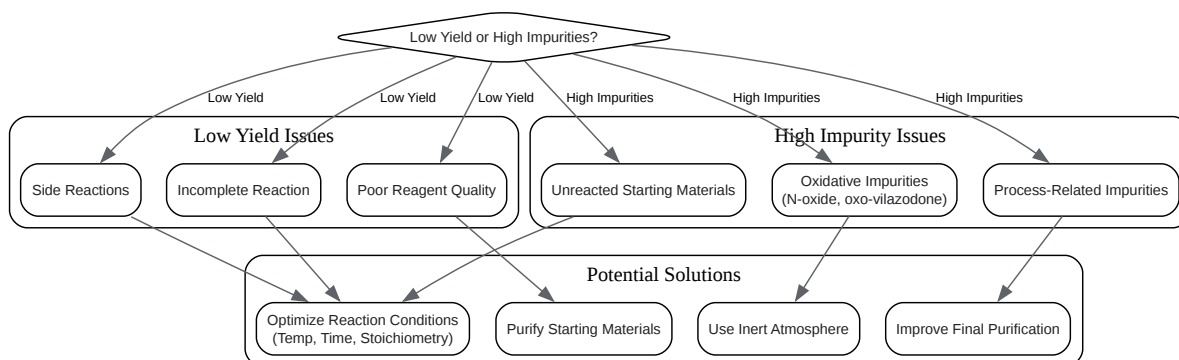 Low Yield or High Impurities?
Low Yield
Low Yield
Low Yield
High Impurities
High Impurities
High Impurities
Low Yield Issues
High Impurity Issues
Side Reactions
Incomplete Reaction
Poor Reagent Quality
Unreacted Starting Materials
Oxidative Impurities
(N-oxide, oxo-vilazodone)
Process-Related Impurities
Potential Solutions
Optimize Reaction Conditions
(Temp, Time, Stoichiometry)
Purify Starting Materials
Use Inert Atmosphere
Improve Final Purification